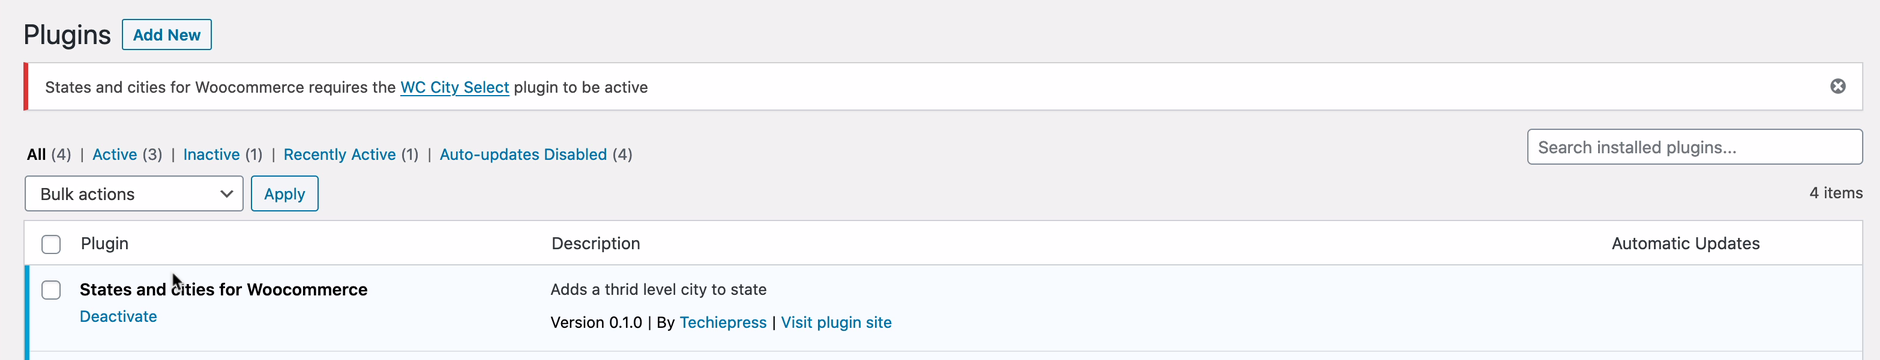 Plugins Add New
States and cities for Woocommerce requires the WC City Select plugin to be active
All (4) | Active (3) | Inactive (1) | Recently Active (1) | Auto-updates Disabled (4)
Search installed plugins...
Bulk actions Apply
4 items
Plugin Description Automatic Updates
States and cities for Woocommerce Adds a thrid level city to state
Deactivate Version 0.1.0 | By Techiepress | Visit plugin site